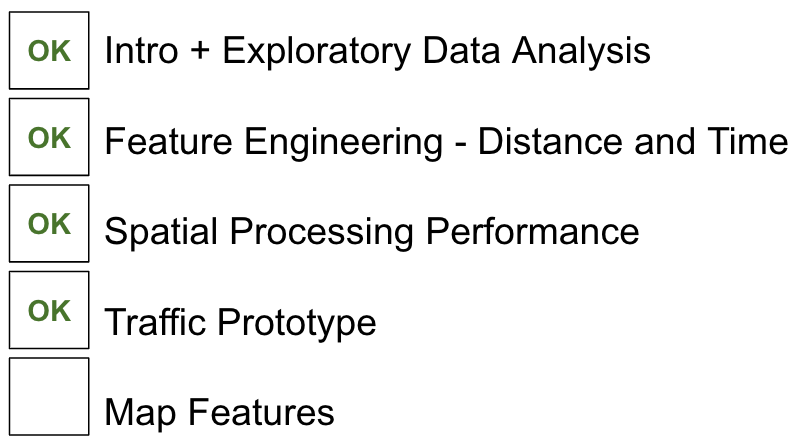 OK Intro + Exploratory Data Analysis
OK Feature Engineering - Distance and Time
OK Spatial Processing Performance
OK Traffic Prototype
Map Features